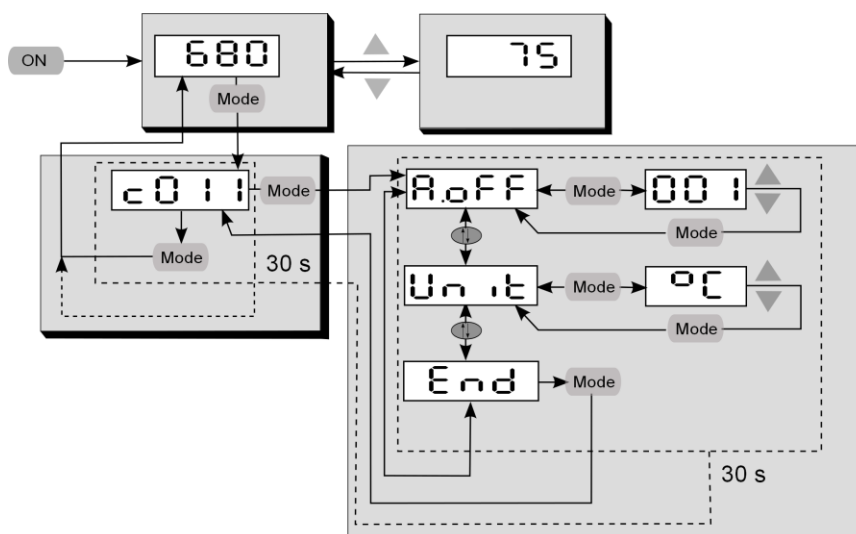 680
75
ON
Mode
c011
Mode
A.oFF
Mode
001
Mode
Mode
30 s
Unit
Mode
°C
Mode
End
Mode
30 s